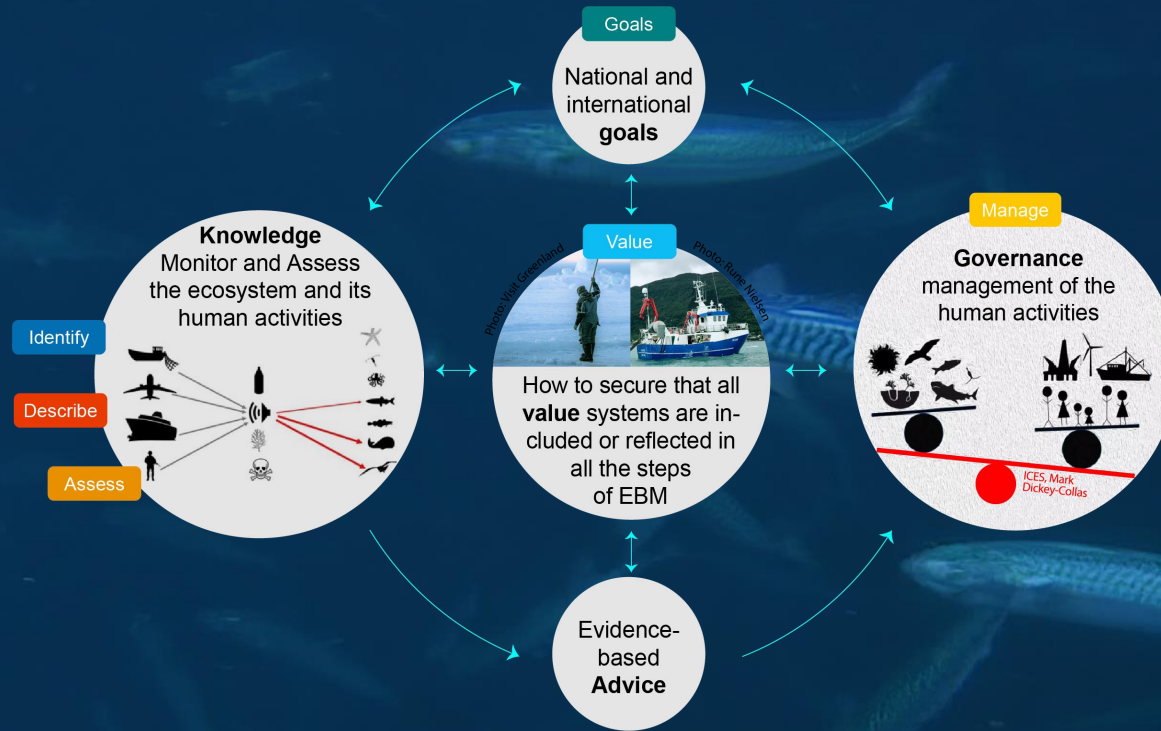 Goals
National and
international
goals
Knowledge
Monitor and Assess
the ecosystem and its
human activities
Identify
Describe
Assess
Value
Photo: Visit Greenland
Photo: Rune Nielsen
How to secure that all
value systems are in-
cluded or reflected in
all the steps
of EBM
Manage
Governance
management of the
human activities
ICES, Mark
Dickey-Collas
Evidence-
based
Advice